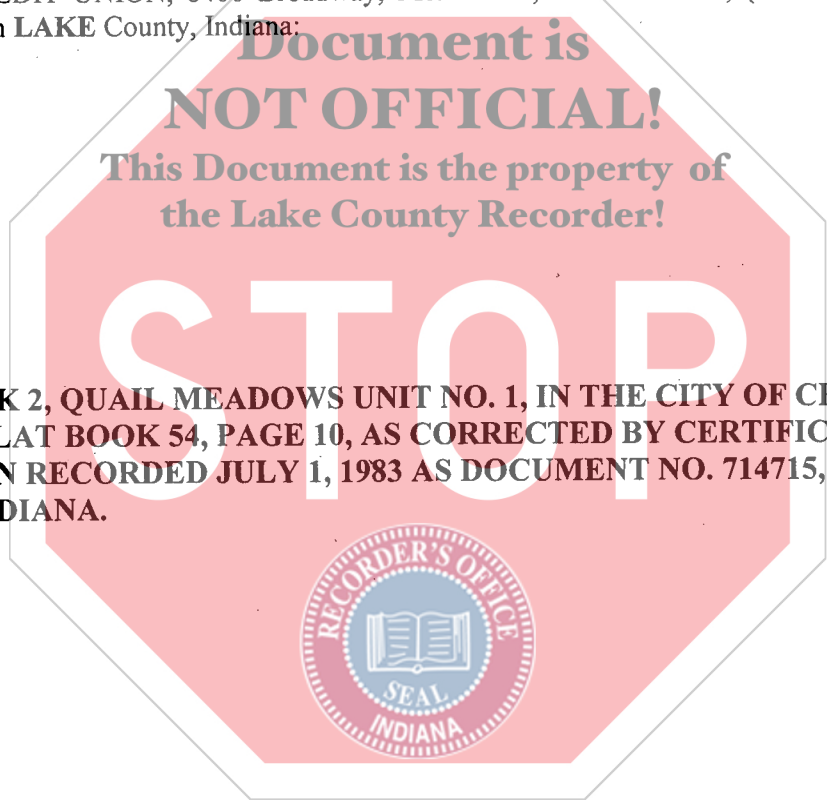 UNION, Broadway,
LAKE County, Indiana:
Document is
NOT OFFICIAL!
This Document is the property of
the Lake County Recorder!
STOP
K 2, QUAIL MEADOWS UNIT NO. 1, IN THE CITY OF
LAT BOOK 54, PAGE 10, AS CORRECTED BY CERTIFIC
N RECORDED JULY 1, 1983 AS DOCUMENT NO. 714715,
DIANA.
RECORDER'S OFFICE
SEAL
INDIANA